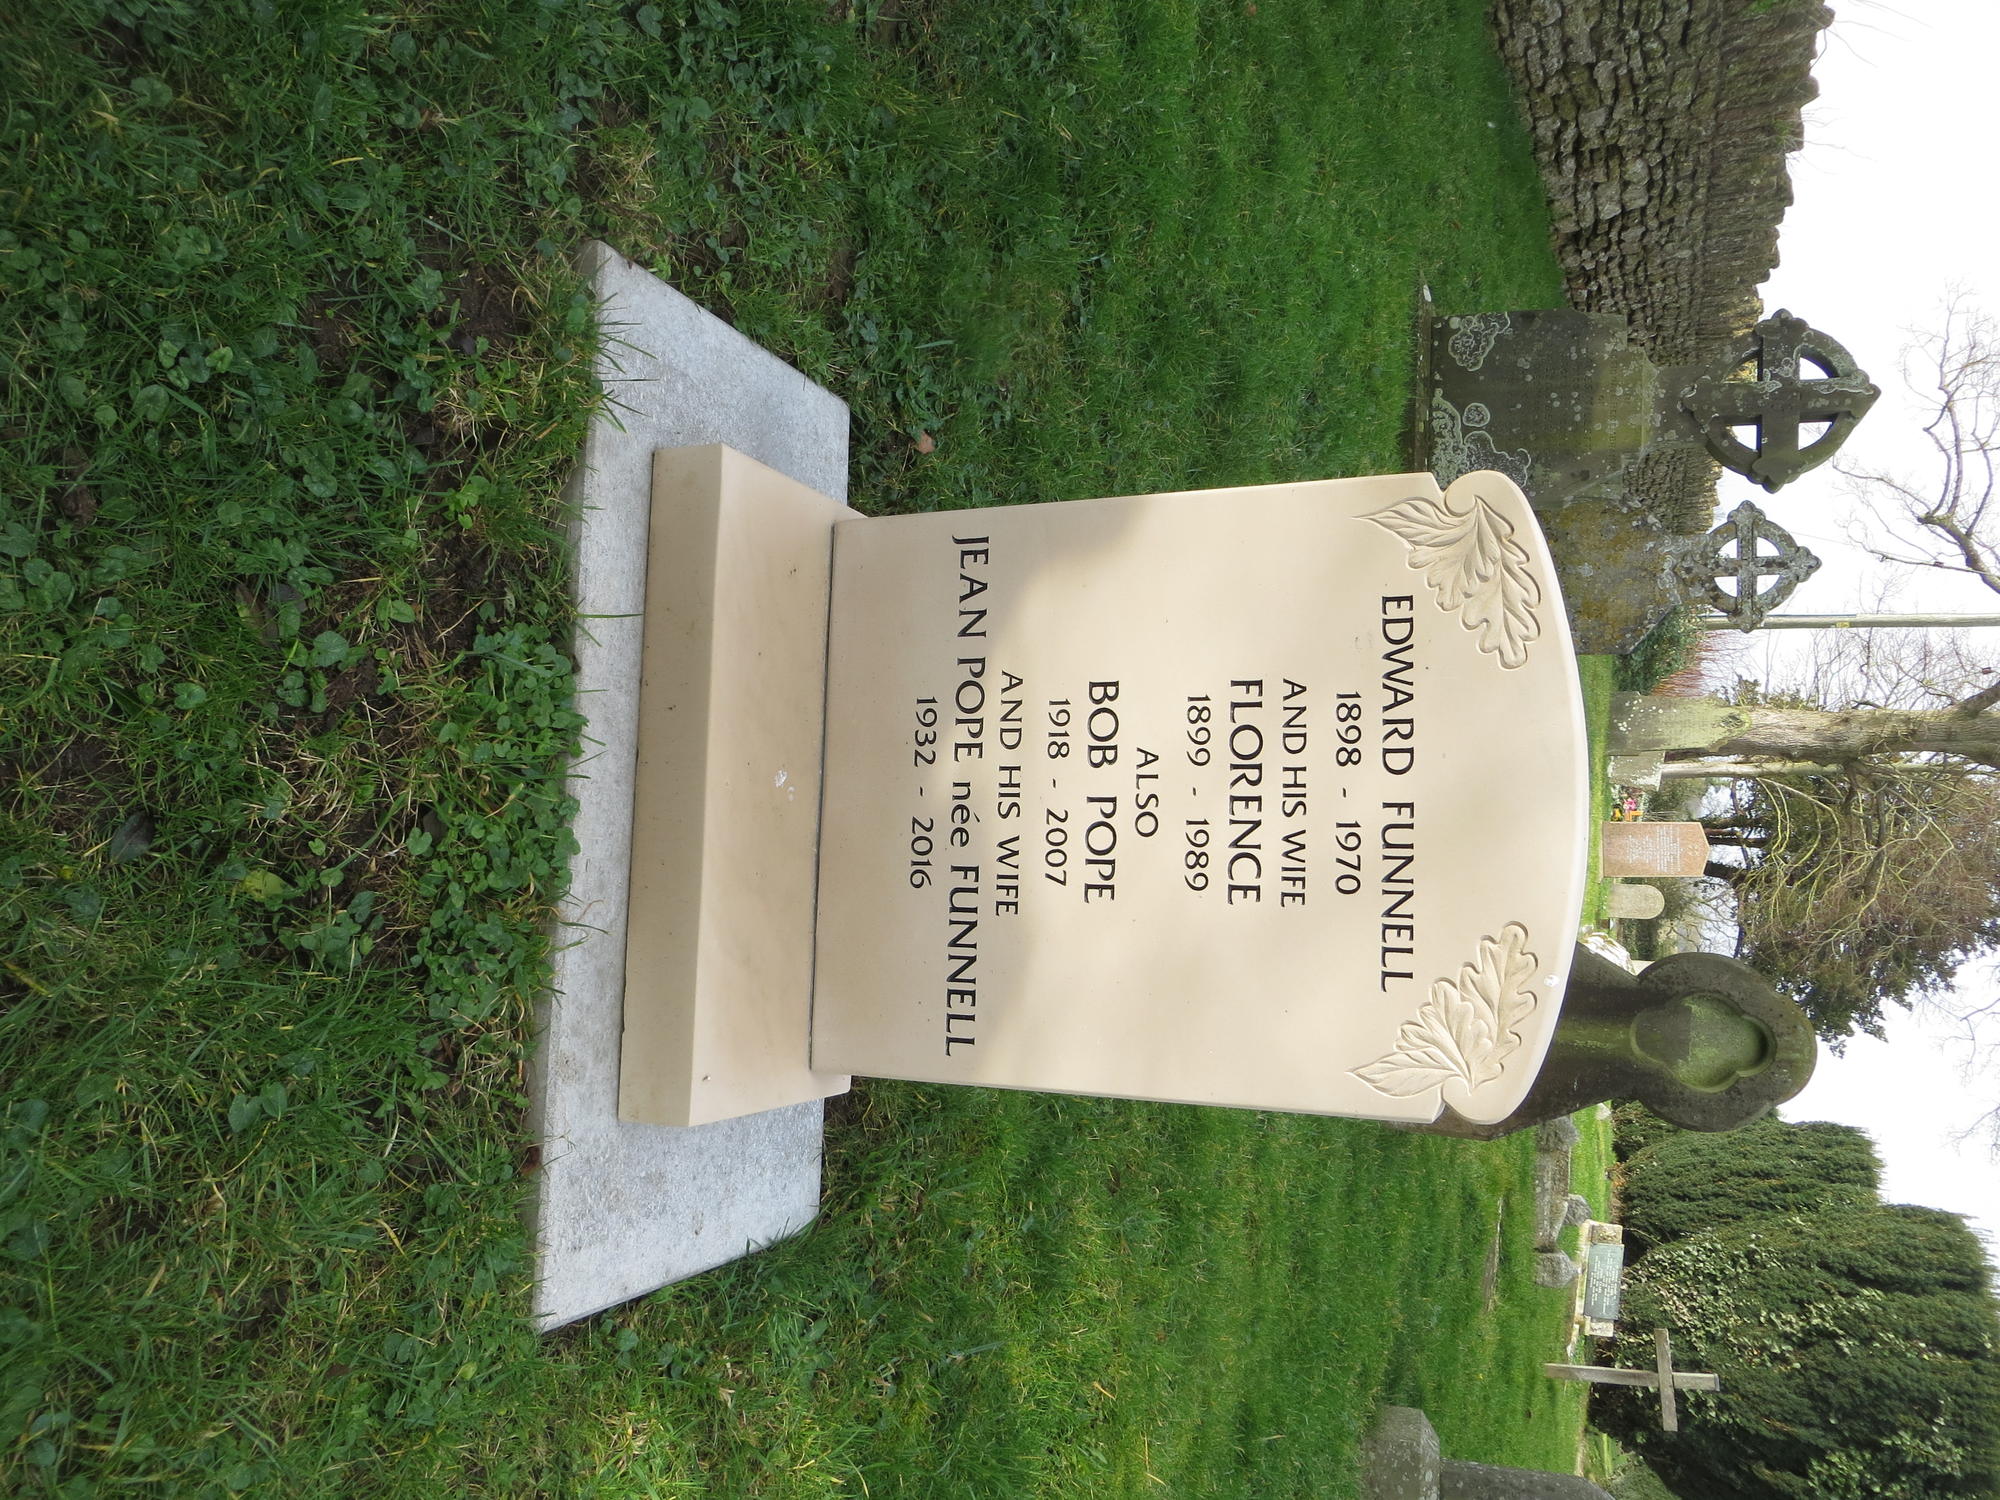 EDWARD FUNNELL
1898 - 1970
AND HIS WIFE
FLORENCE
1899 - 1989
ALSO
BOB POPE
1918 - 2007
AND HIS WIFE
JEAN POPE née FUNNELL
1932 - 2016